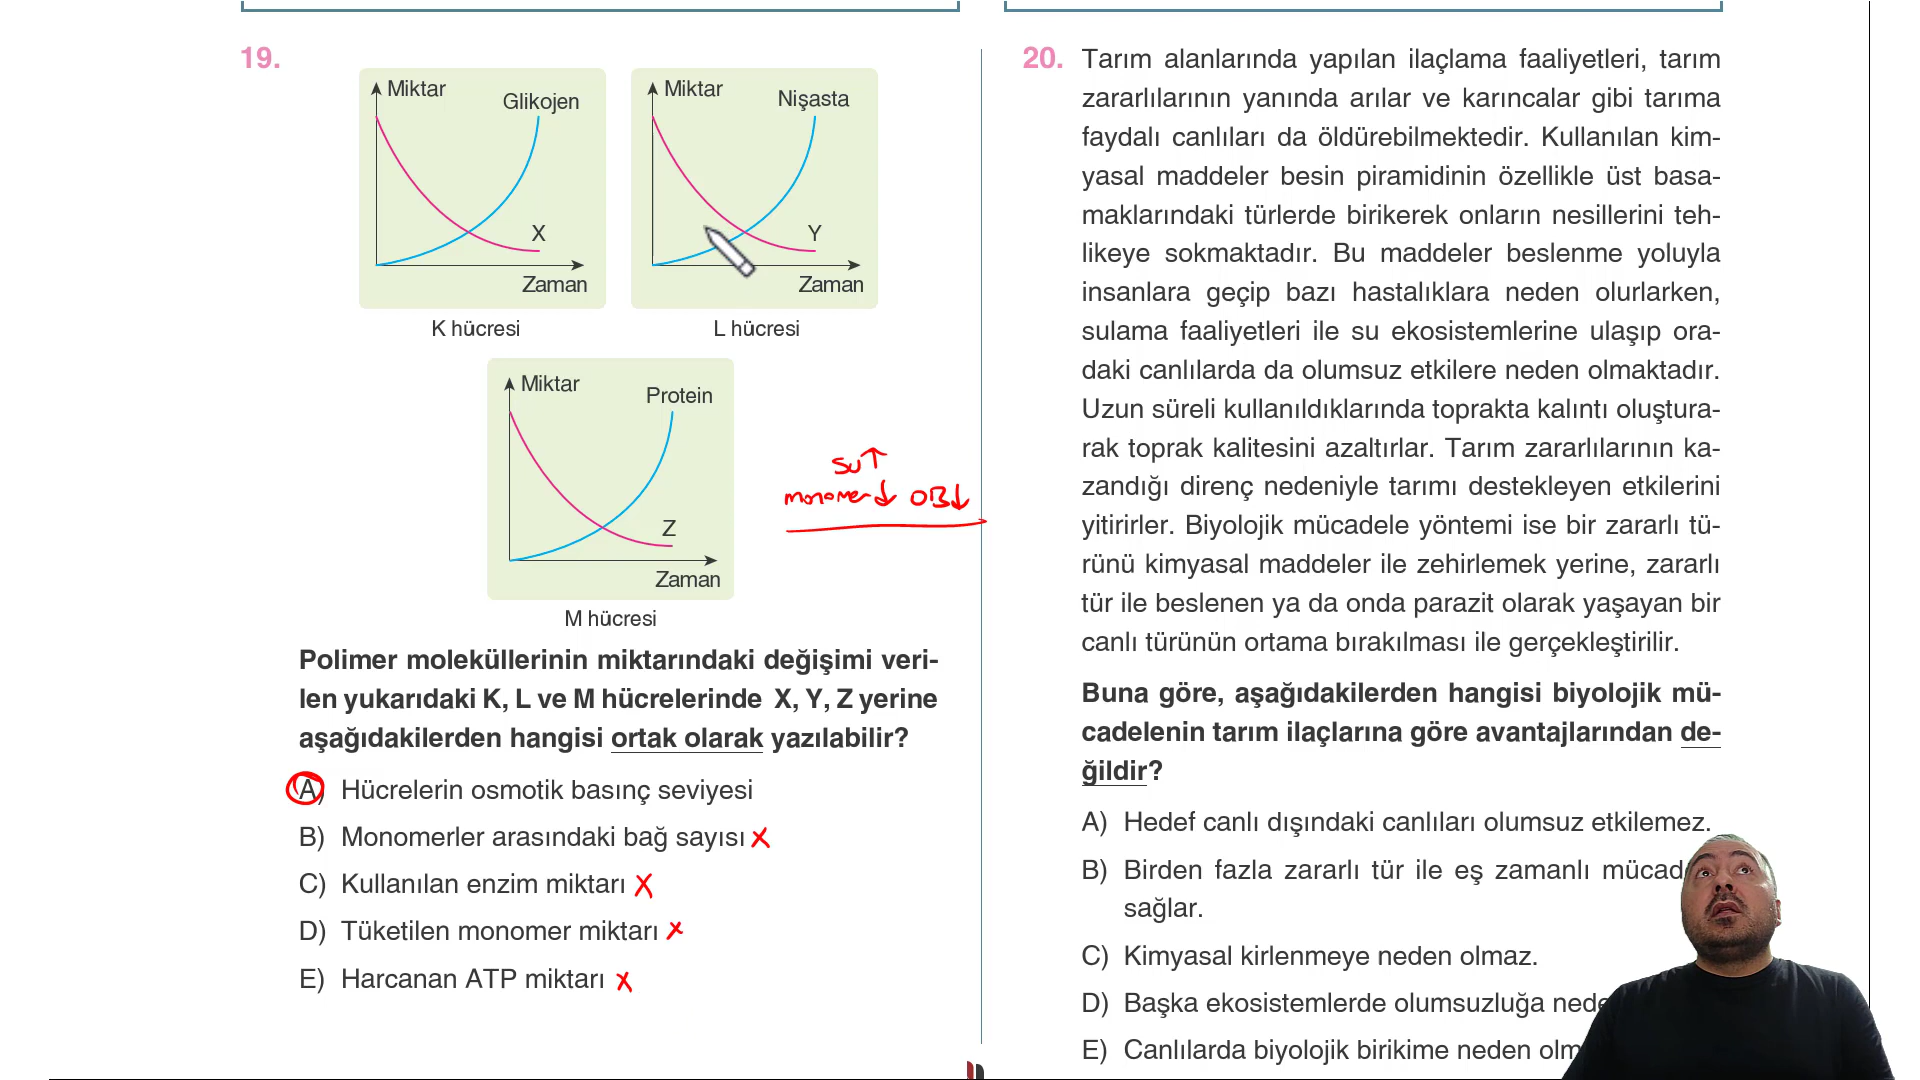 19.
Miktar
Glikojen
X
Zaman
K hücresi
Miktar
Nişasta
Y
Zaman
L hücresi
Miktar
Protein
Z
Zaman
M hücresi
su↑
monomer↓ OB↓
Polimer moleküllerinin miktarındaki değişimi veri-
len yukarıdaki K, L ve M hücrelerinde X, Y, Z yerine
aşağıdakilerden hangisi ortak olarak yazılabilir?
A) Hücrelerin osmotik basınç seviyesi
B) Monomerler arasındaki bağ sayısı
C) Kullanılan enzim miktarı
D) Tüketilen monomer miktarı
E) Harcanan ATP miktarı
20. Tarım alanlarında yapılan ilaçlama faaliyetleri, tarım
zararlılarının yanında arılar ve karıncalar gibi tarıma
faydalı canlıları da öldürebilmektedir. Kullanılan kim-
yasal maddeler besin piramidinin özellikle üst basa-
maklarındaki türlerde birikerek onların nesillerini teh-
likeye sokmaktadır. Bu maddeler beslenme yoluyla
insanlara geçip bazı hastalıklara neden olurlarken,
sulama faaliyetleri ile su ekosistemlerine ulaşıp ora-
daki canlılarda da olumsuz etkilere neden olmaktadır.
Uzun süreli kullanıldıklarında toprakta kalıntı oluştura-
rak toprak kalitesini azaltırlar. Tarım zararlılarının ka-
zandığı direnç nedeniyle tarımı destekleyen etkilerini
yitirirler. Biyolojik mücadele yöntemi ise bir zararlı tü-
rünü kimyasal maddeler ile zehirlemek yerine, zararlı
tür ile beslenen ya da onda parazit olarak yaşayan bir
canlı türünün ortama bırakılması ile gerçekleştirilir.
Buna göre, aşağıdakilerden hangisi biyolojik mü-
cadelenin tarım ilaçlarına göre avantajlarından de-
ğildir?
A) Hedef canlı dışındaki canlıları olumsuz etkilemez.
B) Birden fazla zararlı tür ile eş zamanlı
sağlar.
C) Kimyasal kirlenmeye neden olmaz.
D) Başka ekosistemlerde olumsuzluğa
E) Canlılarda biyolojik birikime neden